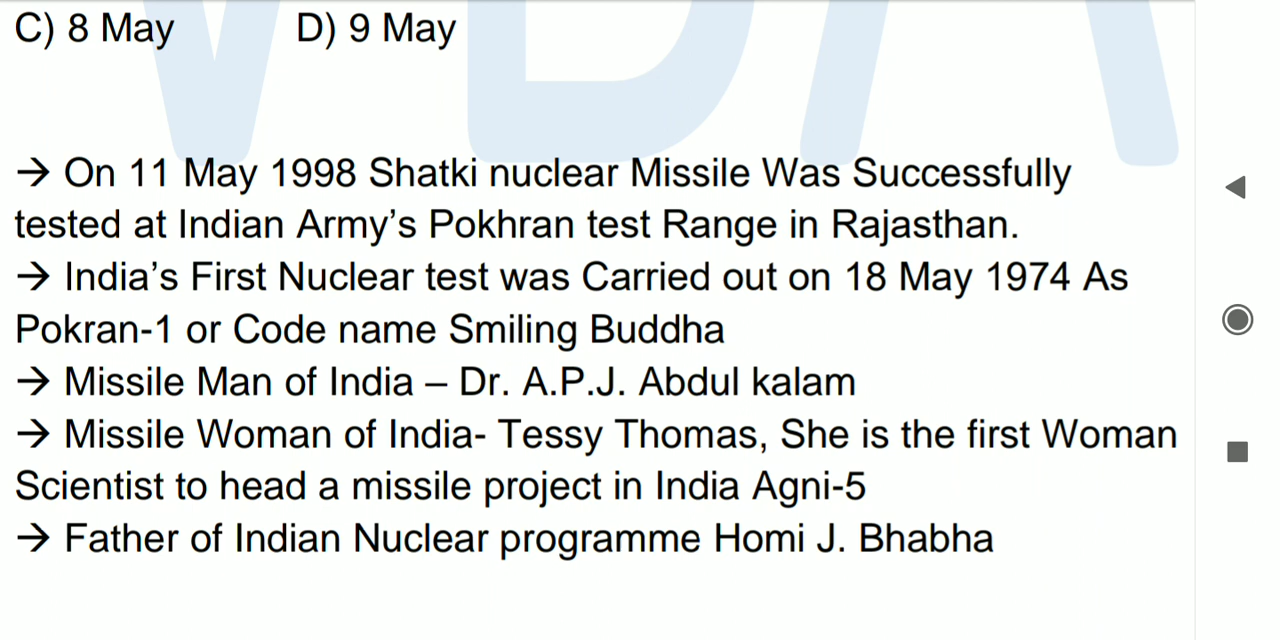 C) 8 May D) 9 May
→ On 11 May 1998 Shatki nuclear Missile Was Successfully
tested at Indian Army’s Pokhran test Range in Rajasthan.
→ India’s First Nuclear test was Carried out on 18 May 1974 As
Pokran-1 or Code name Smiling Buddha
→ Missile Man of India – Dr. A.P.J. Abdul kalam
→ Missile Woman of India- Tessy Thomas, She is the first Woman
Scientist to head a missile project in India Agni-5
→ Father of Indian Nuclear programme Homi J. Bhabha